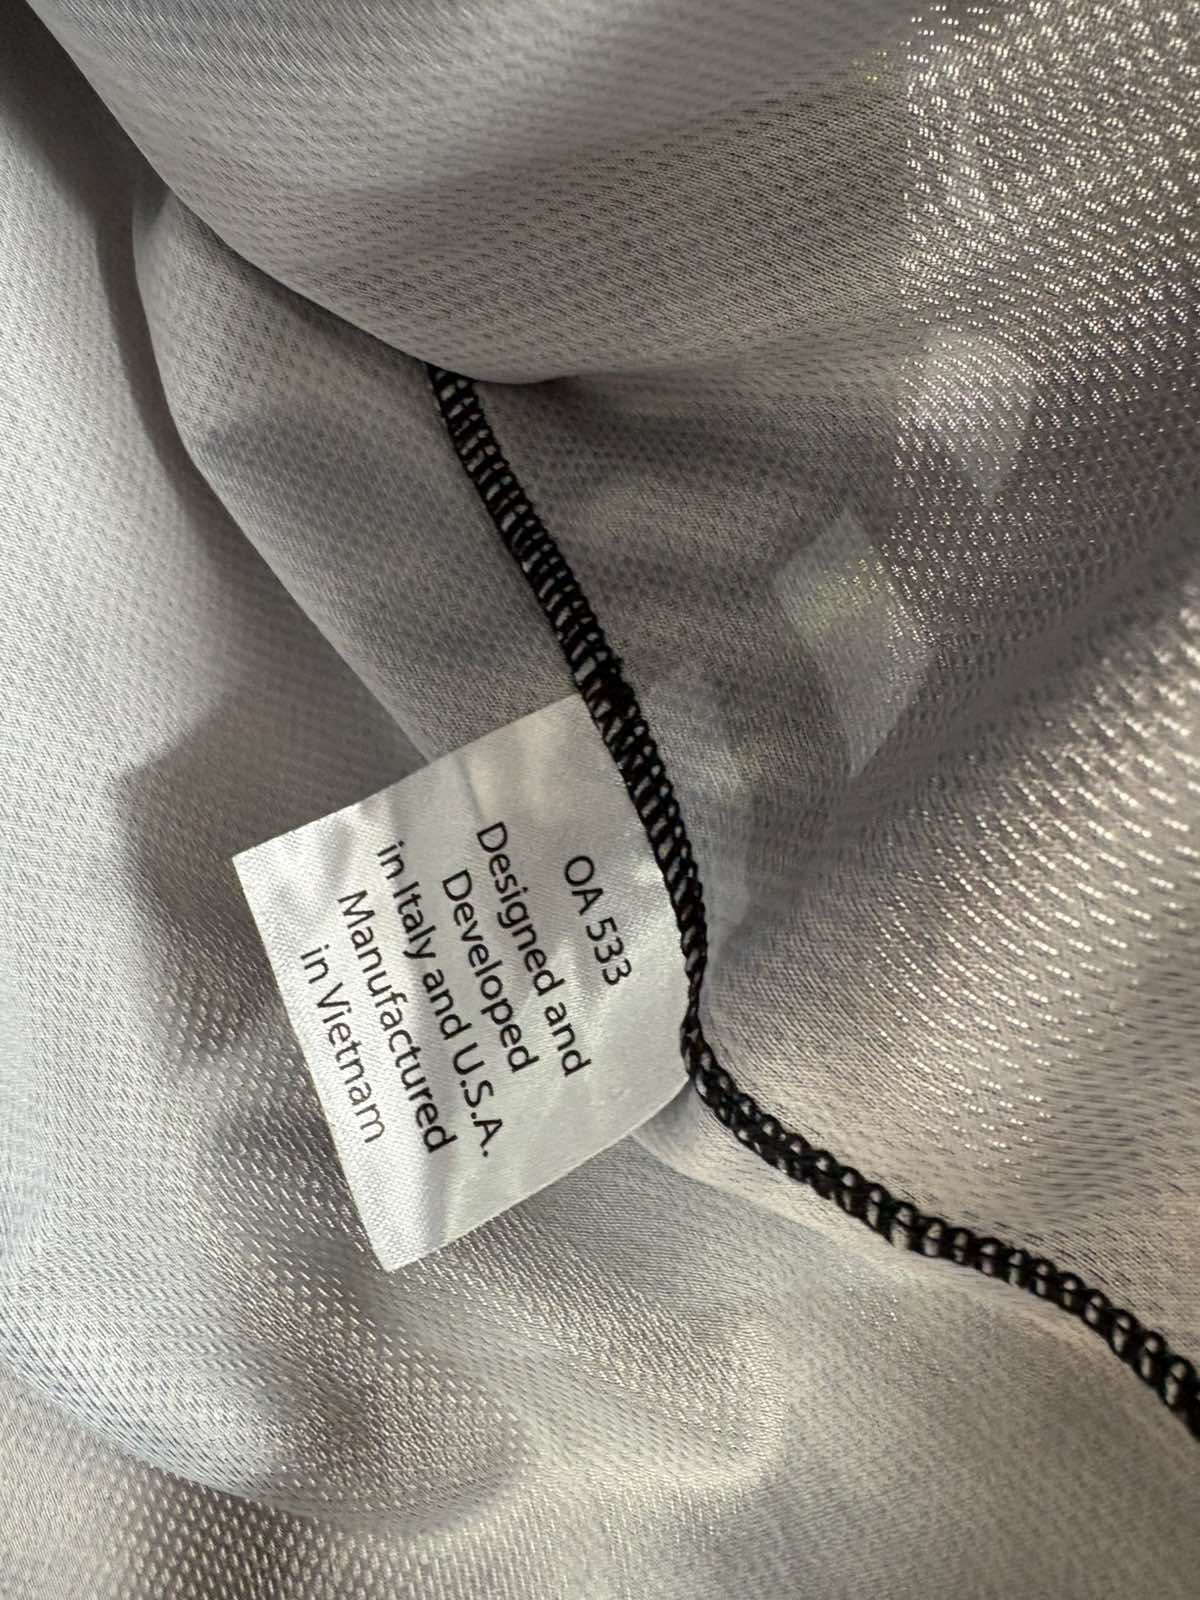 OA 533
Designed and
Developed
in Italy and U.S.A.
Manufactured
in Vietnam